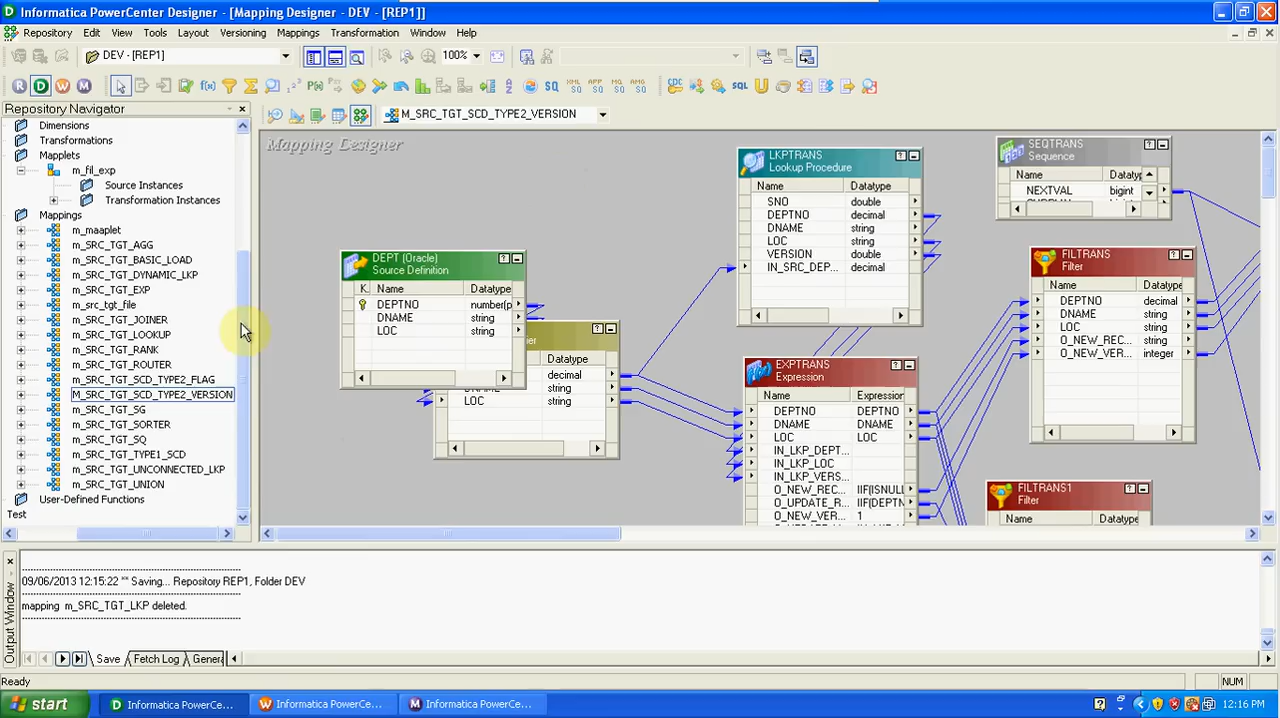 Informatica PowerCenter Designer - [Mapping Designer - DEV - [REP1]]
Repository Edit View Tools Layout Versioning Mappings Transformation Window Help
DEV - [REP1]
100%
Repository Navigator
M_SRC_TGT_SCD_TYPE2_VERSION
Mapping Designer
Dimensions
Transformations
Mapplets
m_fil_exp
Source Instances
Transformation Instances
Mappings
m_maaplet
m_SRC_TGT_AGG
m_SRC_TGT_BASIC_LOAD
m_SRC_TGT_DYNAMIC_LKP
m_SRC_TGT_EXP
m_src_tgt_file
m_SRC_TGT_JOINER
m_SRC_TGT_LOOKUP
m_SRC_TGT_RANK
m_SRC_TGT_ROUTER
m_SRC_TGT_SCD_TYPE2_FLAG
M_SRC_TGT_SCD_TYPE2_VERSION
m_SRC_TGT_SG
m_SRC_TGT_SORTER
m_SRC_TGT_SQ
m_SRC_TGT_TYPE1_SCD
m_SRC_TGT_UNCONNECTED_LKP
m_SRC_TGT_UNION
User-Defined Functions
Test
DEPT (Oracle)
Source Definition
K. Name Datatype
DEPTNO number(p
DNAME string
LOC string
Datatype
decimal
string
LOC string
LKPTRANS
Lookup Procedure
Name Datatype
SNO double
DEPTNO decimal
DNAME string
LOC string
VERSION double
IN_SRC_DEP... decimal
EXPTRANS
Expression
Name Expression
DEPTNO DEPTNO
DNAME DNAME
LOC LOC
IN_LKP_DEPT...
IN_LKP_LOC
IN_LKP_VERS...
O_NEW_REC... IIF(ISNULL
O_UPDATE_R... IIF(DEPTN
O_NEW_VER... 1
SEQTRANS
Sequence
Name Datatyp
NEXTVAL bigint
FILTRANS
Filter
Name Datatype
DEPTNO decimal
DNAME string
LOC string
O_NEW_REC... string
O_NEW_VER... integer
FILTRANS1
Filter
Name Datatyp
09/06/2013 12:15:22 ** Saving... Repository REP1, Folder DEV
mapping m_SRC_TGT_LKP deleted.
Output Window
Save Fetch Log Genera
Ready
NUM
start
Informatica PowerCe...
Informatica PowerCe...
Informatica PowerCe...
12:16 PM